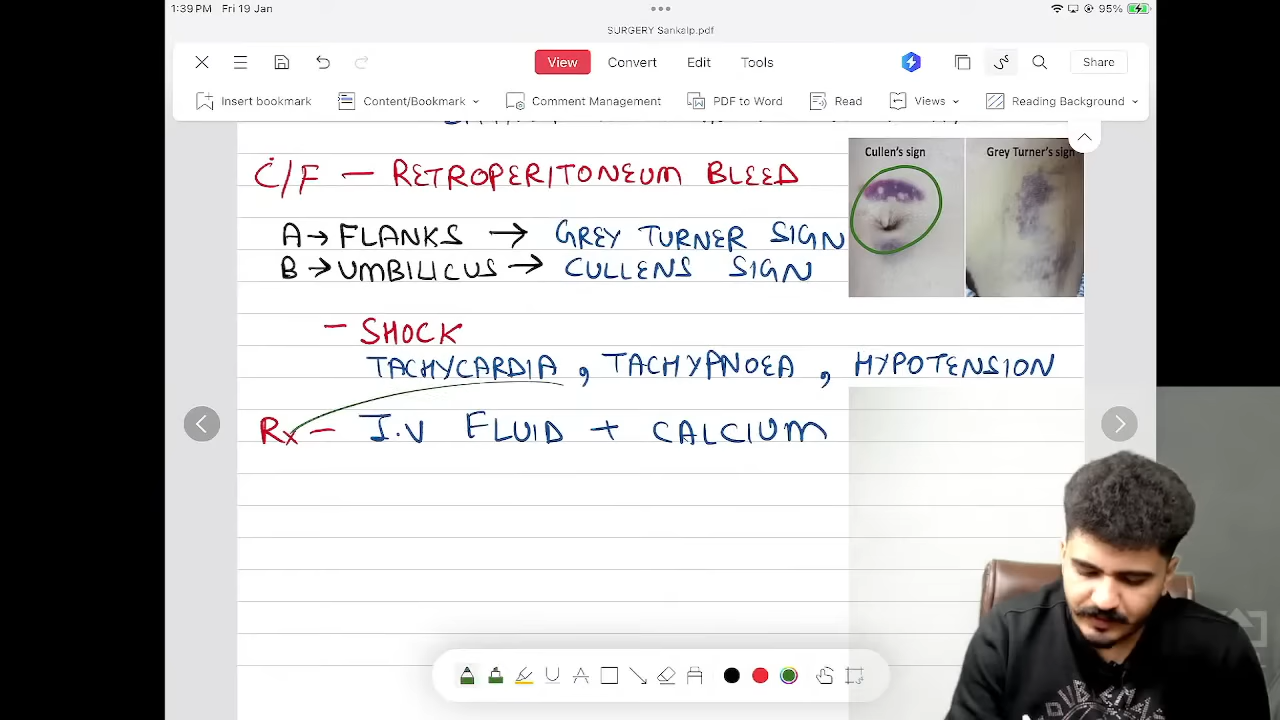 1:39 PM Fri 19 Jan
95%
SURGERY Sankalp.pdf
View Convert Edit Tools
Share
Insert bookmark Content/Bookmark Comment Management PDF to Word Read Views Reading Background
C/F — RETROPERITONEUM BLEED
Cullen's sign Grey Turner's sign
A → FLANKS → GREY TURNER SIGN
B → UMBILICUS → CULLENS SIGN
- SHOCK
TACHYCARDIA, TACHYPNOEA, HYPOTENSION
Rx - I.V FLUID + CALCIUM